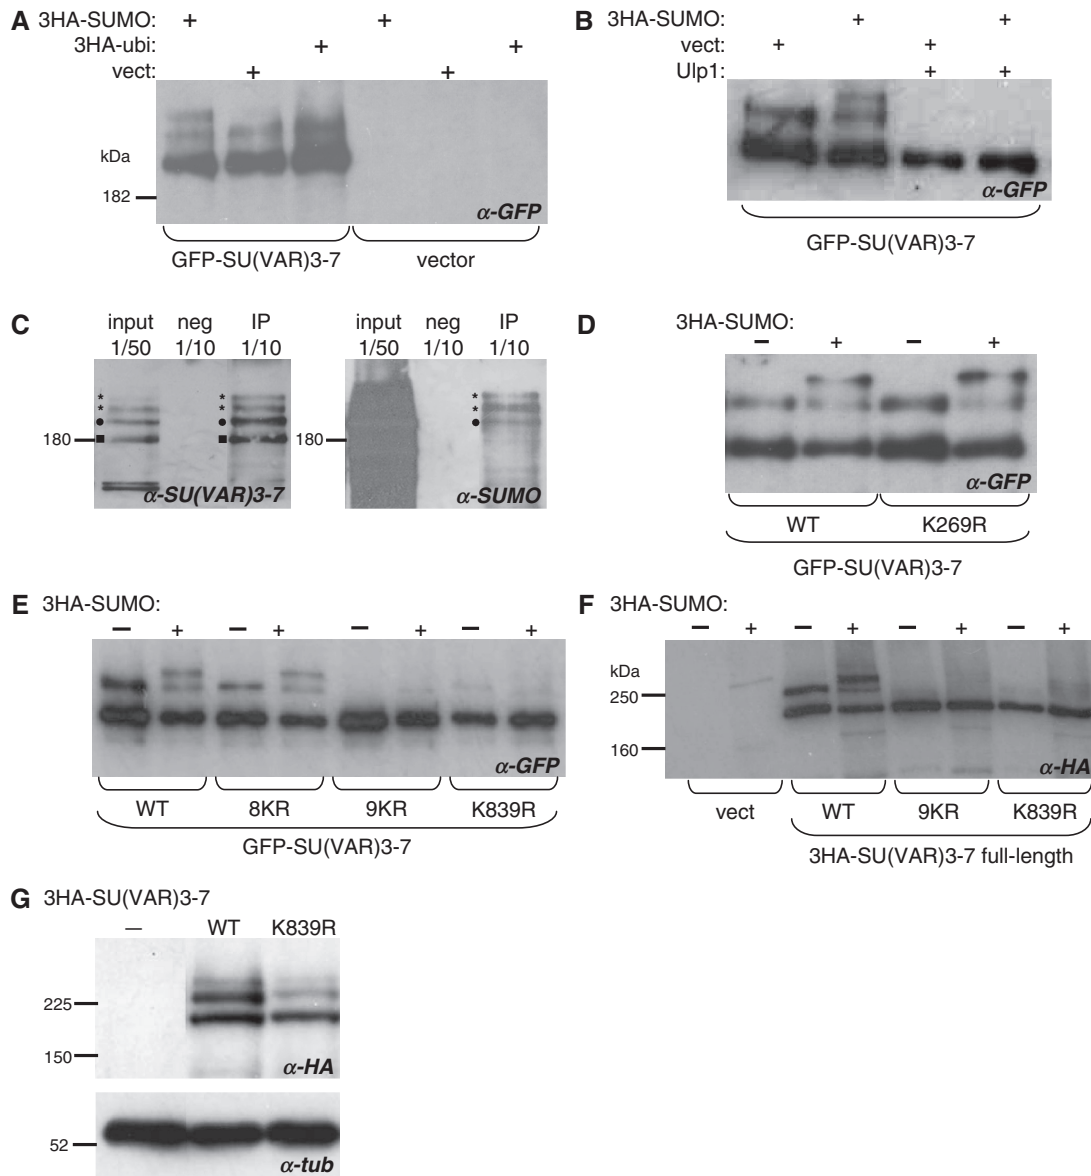 A 3HA-SUMO: + +
3HA-ubi: + +
vect: + +
kDa
182
α-GFP
GFP-SU(VAR)3-7 vector
B 3HA-SUMO: + +
vect: + +
Ulp1: + +
α-GFP
GFP-SU(VAR)3-7
C input neg IP input neg IP
1/50 1/10 1/10 1/50 1/10 1/10
* * *
* * *
● ● ●
180 ■ ■ 180
α-SU(VAR)3-7 α-SUMO
D 3HA-SUMO:
− + − +
α-GFP
WT K269R
GFP-SU(VAR)3-7
E 3HA-SUMO:
− + − + − + − +
α-GFP
WT 8KR 9KR K839R
GFP-SU(VAR)3-7
F 3HA-SUMO:
− + − + − + − +
kDa
250
160
α-HA
vect WT 9KR K839R
3HA-SU(VAR)3-7 full-length
G 3HA-SU(VAR)3-7
− WT K839R
225
150
α-HA
52
α-tub